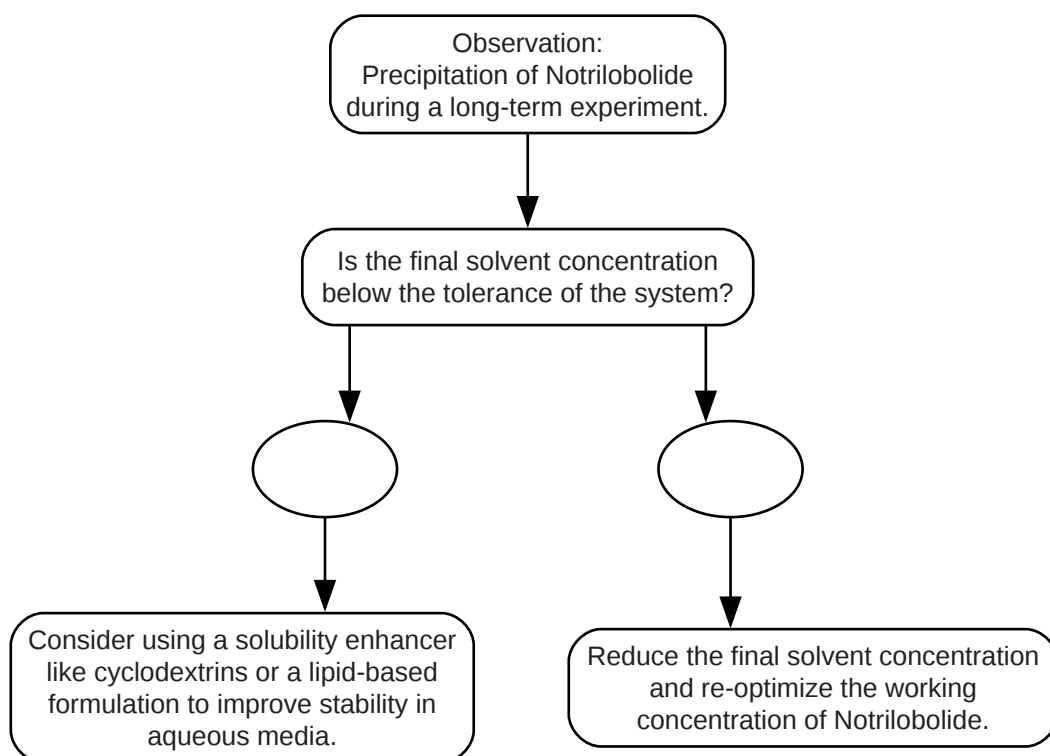 Observation:
Precipitation of Notrilobolide
during a long-term experiment.
Is the final solvent concentration
below the tolerance of the system?
Consider using a solubility enhancer
like cyclodextrins or a lipid-based
formulation to improve stability in
aqueous media.
Reduce the final solvent concentration
and re-optimize the working
concentration of Notrilobolide.